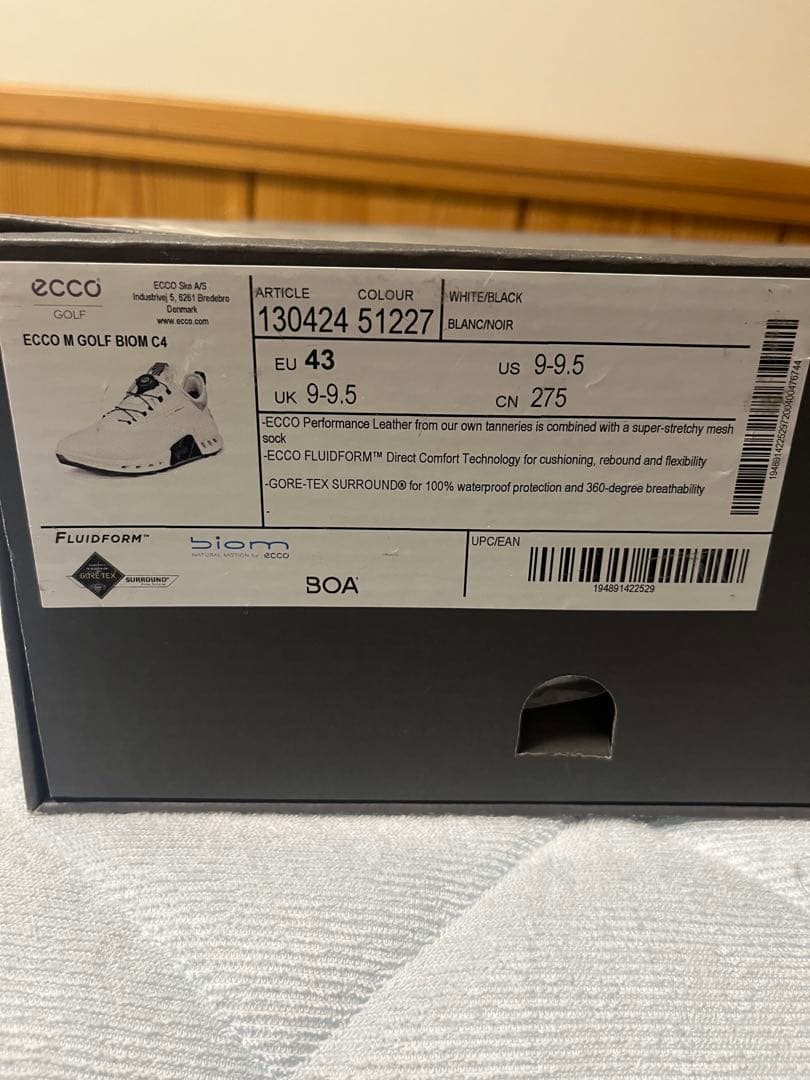 ecco
GOLF
ECCO Sko A/S
Industrivej 5, 6261 Bredebro
Denmark
www.ecco.com
ECCO M GOLF BIOM C4
ARTICLE COLOUR
130424 51227
WHITE/BLACK
BLANC/NOIR
EU 43
US 9-9.5
UK 9-9.5
CN 275
-ECCO Performance Leather from our own tanneries is combined with a super-stretchy mesh
sock
-ECCO FLUIDFORM™ Direct Comfort Technology for cushioning, rebound and flexibility
-GORE-TEX SURROUND® for 100% waterproof protection and 360-degree breathability
-
FLUIDFORM™
biom
NATURAL MOTION by ecco
GORE-TEX
SURROUND®
BOA
UPC/EAN
194891422529